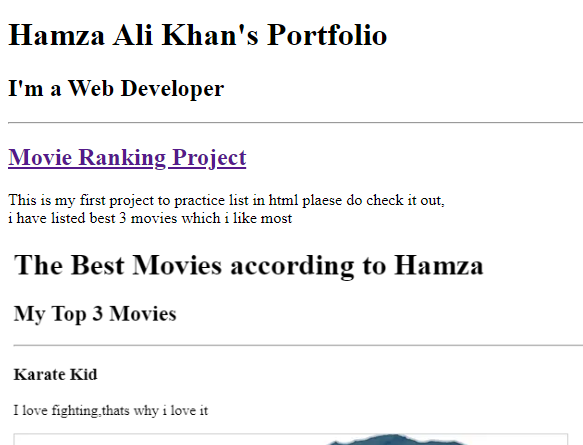 Hamza Ali Khan's Portfolio
I'm a Web Developer
Movie Ranking Project
This is my first project to practice list in html plaese do check it out,
i have listed best 3 movies which i like most
The Best Movies according to Hamza
My Top 3 Movies
Karate Kid
I love fighting,thats why i love it